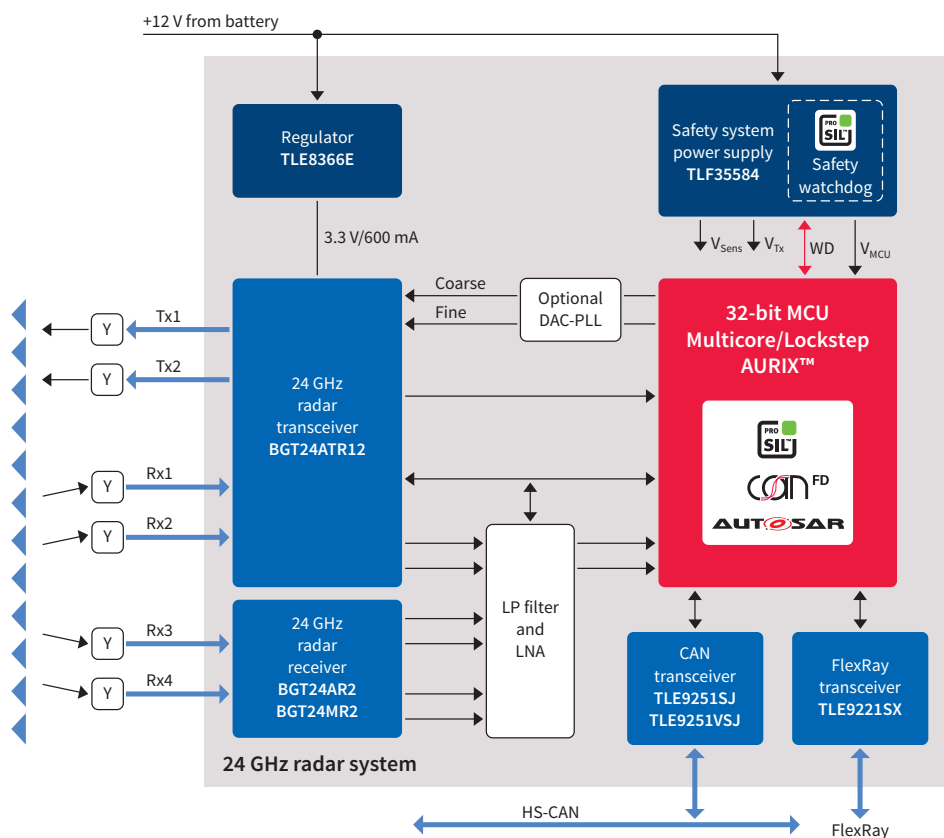 +12 V from battery
Regulator
TLE8366E
Safety system
power supply
TLF35584
PRO
SIL™
Safety
watchdog
3.3 V/600 mA
VSens
VTx
WD
VMCU
Coarse
Fine
Optional
DAC-PLL
32-bit MCU
Multicore/Lockstep
AURIX™
PRO
SIL™
CAN FD
AUTOSAR
Y
Tx1
Y
Tx2
24 GHz
radar
transceiver
BGT24ATR12
Y
Rx1
Y
Rx2
LP filter
and
LNA
Y
Rx3
Y
Rx4
24 GHz
radar
receiver
BGT24AR2
BGT24MR2
CAN
transceiver
TLE9251SJ
TLE9251VSJ
FlexRay
transceiver
TLE9221SX
24 GHz radar system
HS-CAN
FlexRay